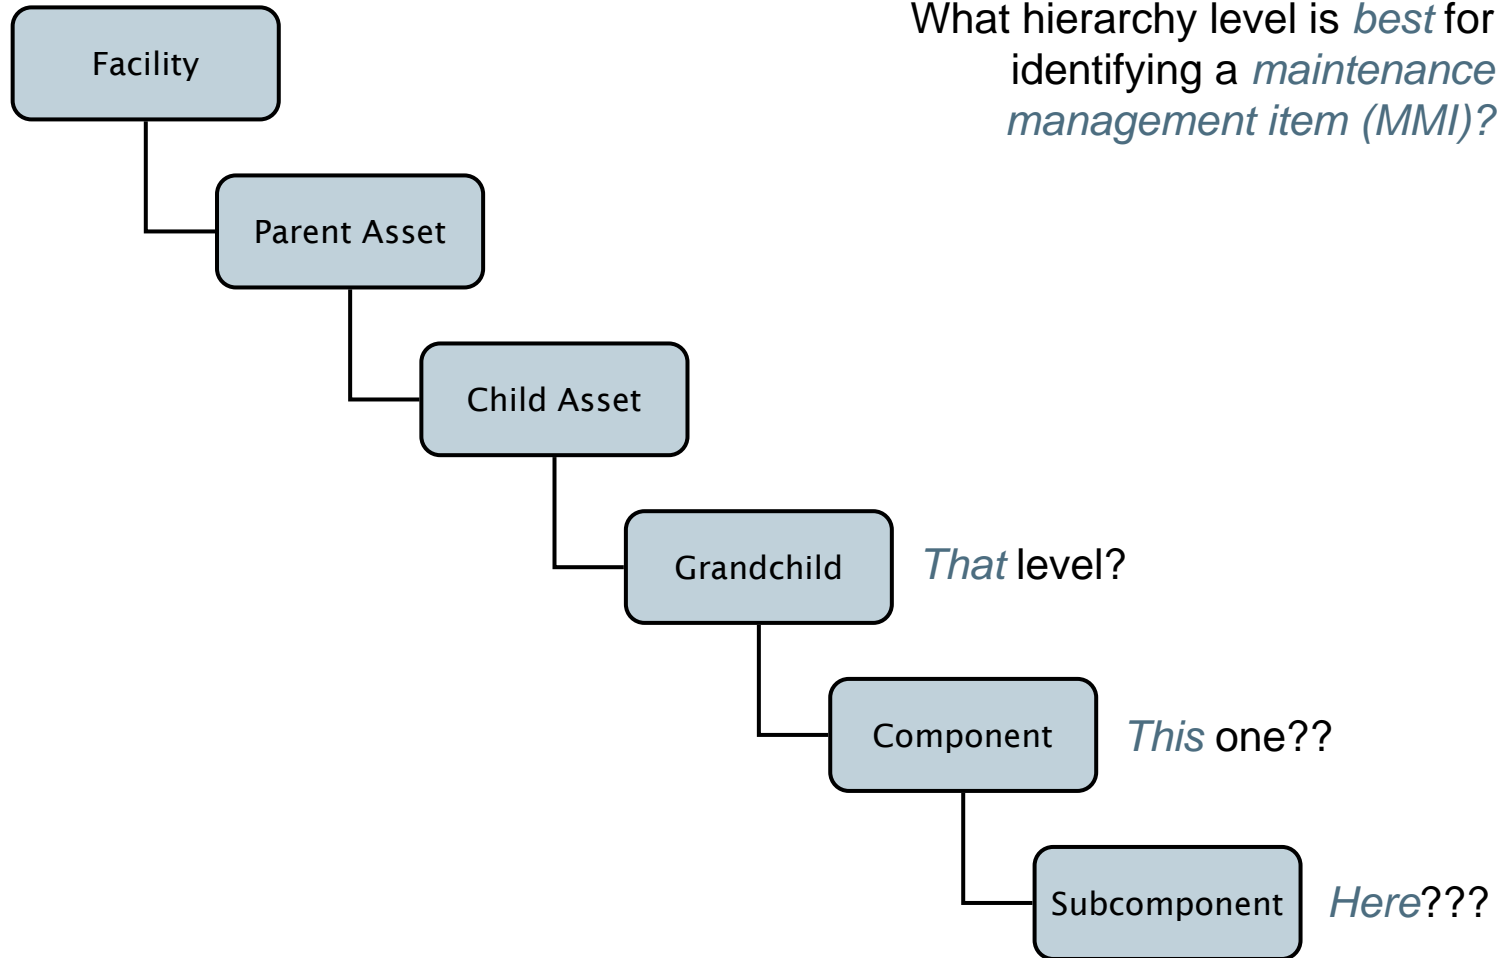 What hierarchy level is best for
identifying a maintenance
management item (MMI)?
Facility
Parent Asset
Child Asset
Grandchild
That level?
Component
This one??
Subcomponent
Here???